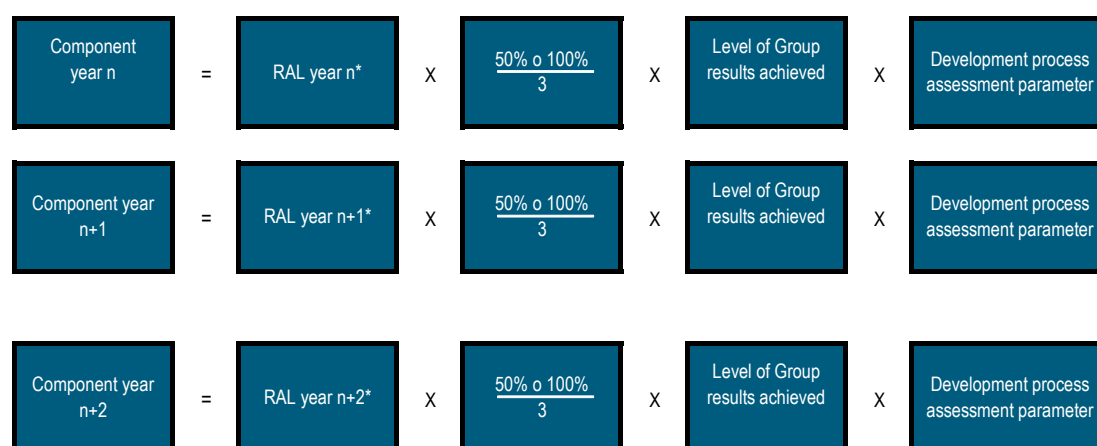 Component
year n
=
RAL year n*
X
50% o 100%
3
X
Level of Group
results achieved
X
Development process
assessment parameter
Component year
n+1
=
RAL year n+1*
X
50% o 100%
3
X
Level of Group
results achieved
X
Development process
assessment parameter
Component year
n+2
=
RAL year n+2*
X
50% o 100%
3
X
Level of Group
results achieved
X
Development process
assessment parameter